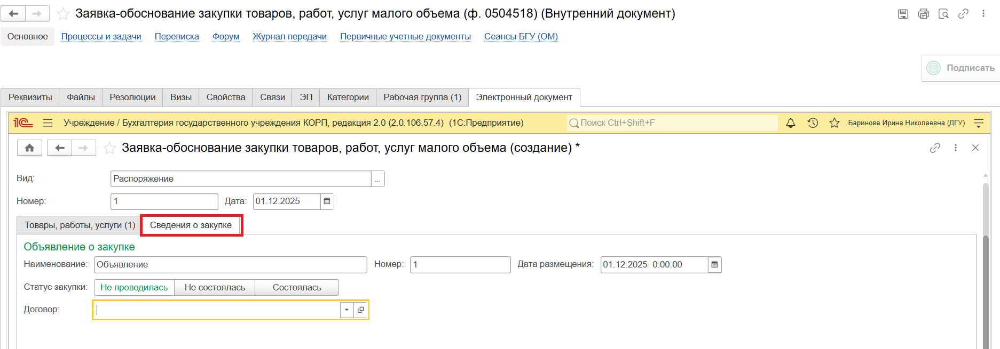 Заявка-обоснование закупки товаров, работ, услуг малого объема (ф. 0504518) (Внутренний документ)
Основное Процессы и задачи Переписка Форум Журнал передачи Первичные учетные документы Сеансы БГУ (ОМ)
Подписать
Реквизиты Файлы Резолюции Визы Свойства Связи ЭП Категории Рабочая группа (1) Электронный документ
1С Учреждение / Бухгалтерия государственного учреждения КОРП, редакция 2.0 (2.0.106.57.4) (1С:Предприятие) Поиск Ctrl+Shift+F Баринова Ирина Николаевна (ДГУ)
Заявка-обоснование закупки товаров, работ, услуг малого объема (создание) *
Вид: Распоряжение ...
Номер: 1 Дата: 01.12.2025
Товары, работы, услуги (1) Сведения о закупке
Объявление о закупке
Наименование: Объявление Номер: 1 Дата размещения: 01.12.2025 0:00:00
Статус закупки: Не проводилась Не состоялась Состоялась
Договор: